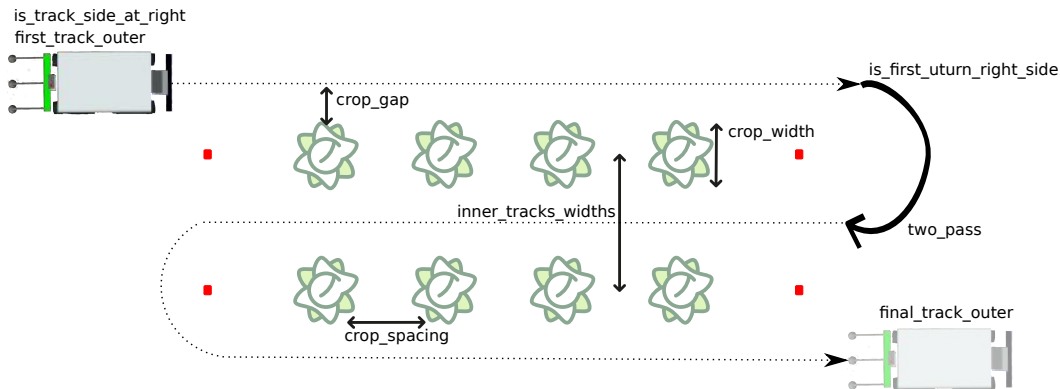 is_track_side_at_right
first_track_outer
is_first_uturn_right_side
crop_gap
crop_width
inner_tracks_widths
two_pass
final_track_outer
crop_spacing